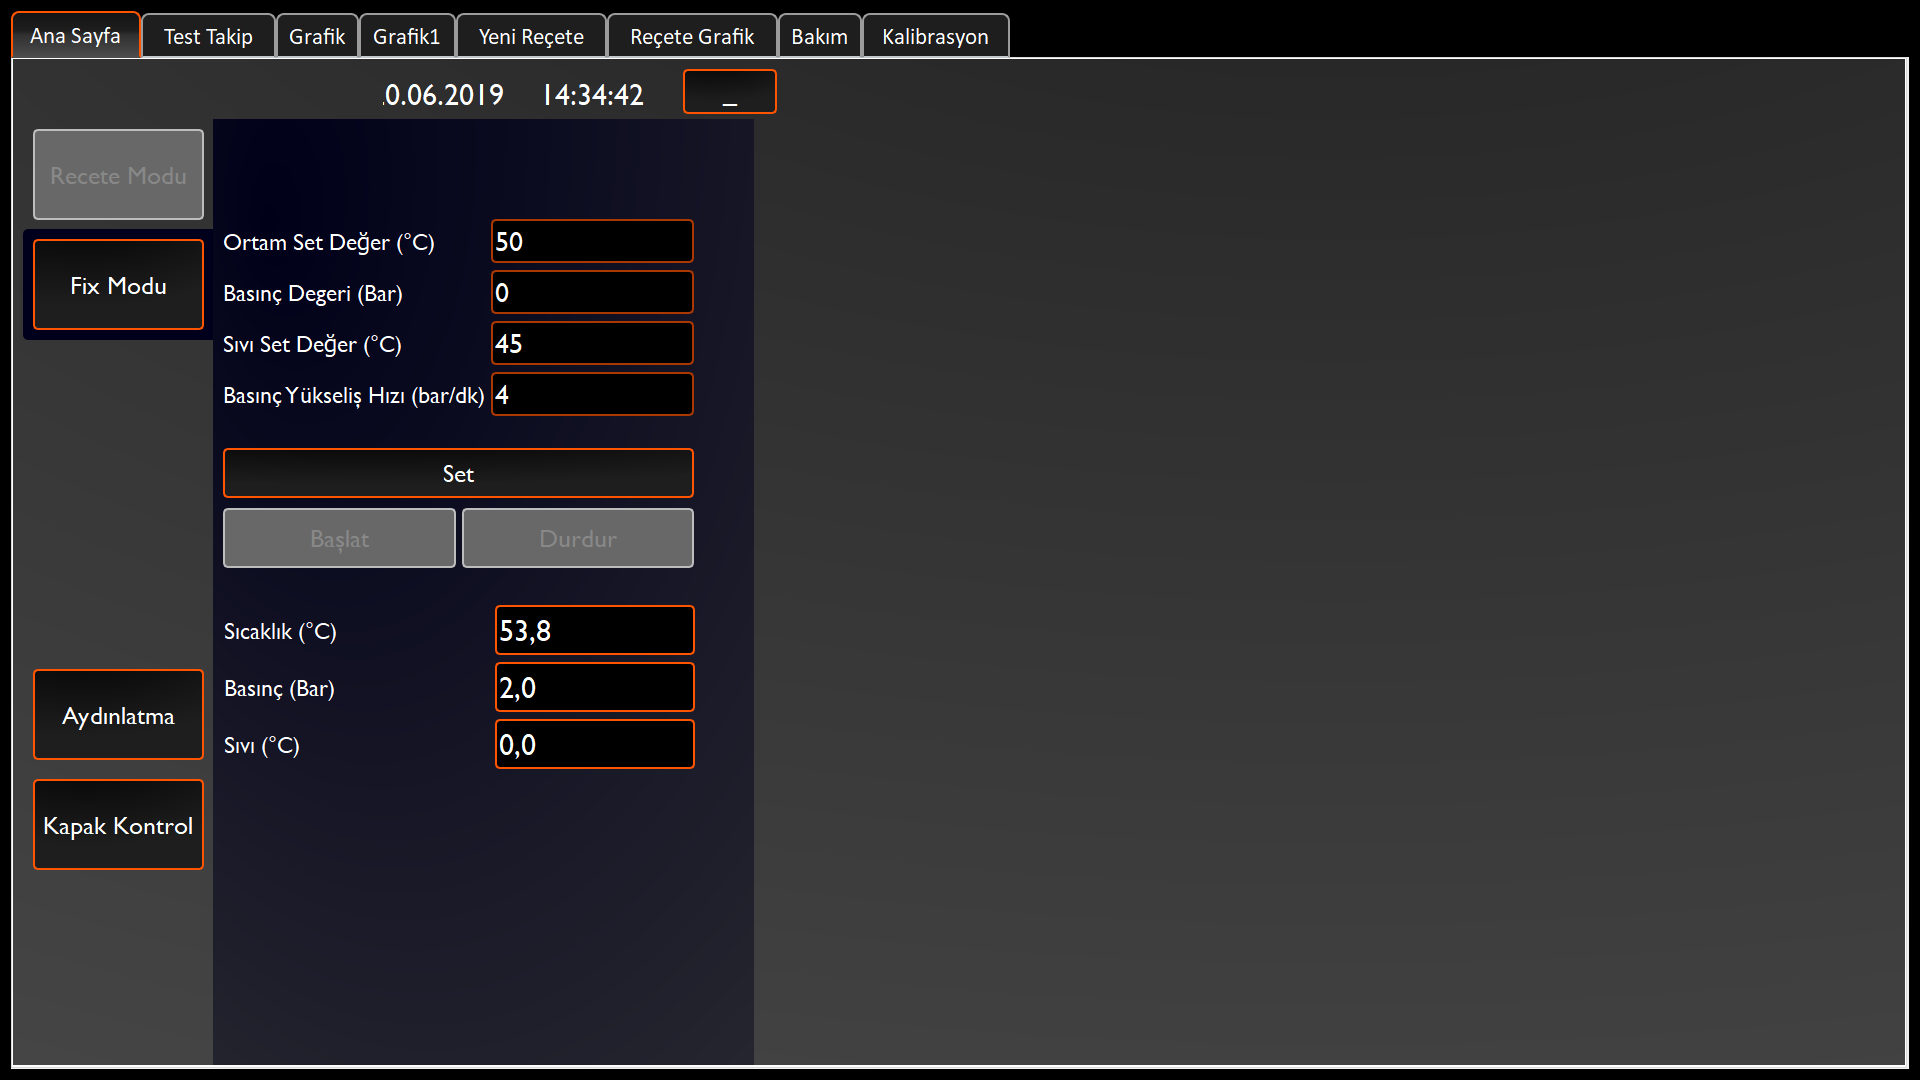 Ana Sayfa Test Takip Grafik Grafik1 Yeni Reçete Reçete Grafik Bakım Kalibrasyon
.0.06.2019 14:34:42 _
Recete Modu
Fix Modu
Ortam Set Değer (°C) 50
Basınç Degeri (Bar) 0
Sıvı Set Değer (°C) 45
Basınç Yükseliş Hızı (bar/dk) 4
Set
Başlat Durdur
Sıcaklık (°C) 53,8
Basınç (Bar) 2,0
Sıvı (°C) 0,0
Aydınlatma
Kapak Kontrol